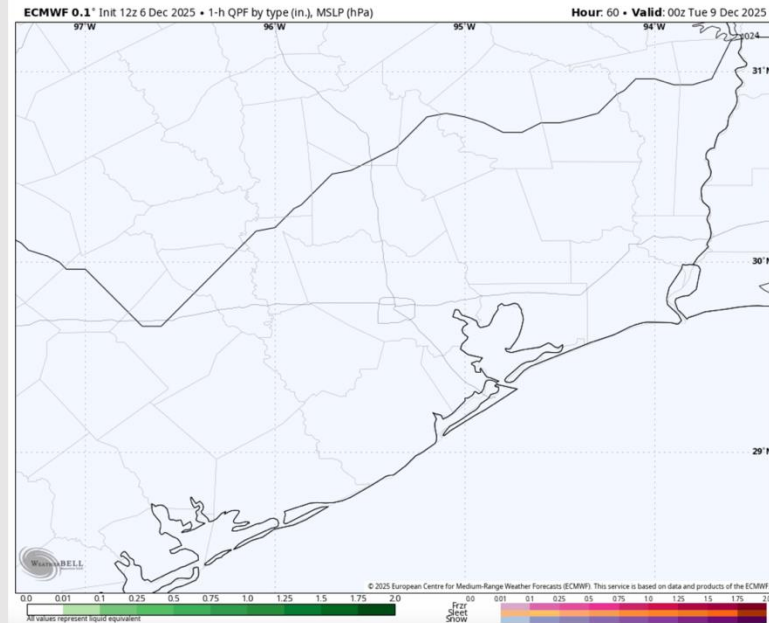 ECMWF 0.1° Init 12z 6 Dec 2025 • 1-h QPF by type (in.), MSLP (hPa) Hour: 60 • Valid: 00z Tue 9 Dec 2025
97°W 96°W 95°W 94°W
1024
31°N
30°N
29°N
WeatherBELL
© 2025 European Centre for Medium-Range Weather Forecasts (ECMWF). This service is based on data and products of the ECMWF
0.0 0.01 0.1 0.25 0.5 0.75 1.0 1.25 1.5 1.75 2.0
All values represent liquid equivalent
0.0 0.01 0.1 0.25 0.5 0.75 1.0 1.25 1.5 1.75 2.0
Frzr
Sleet
Snow